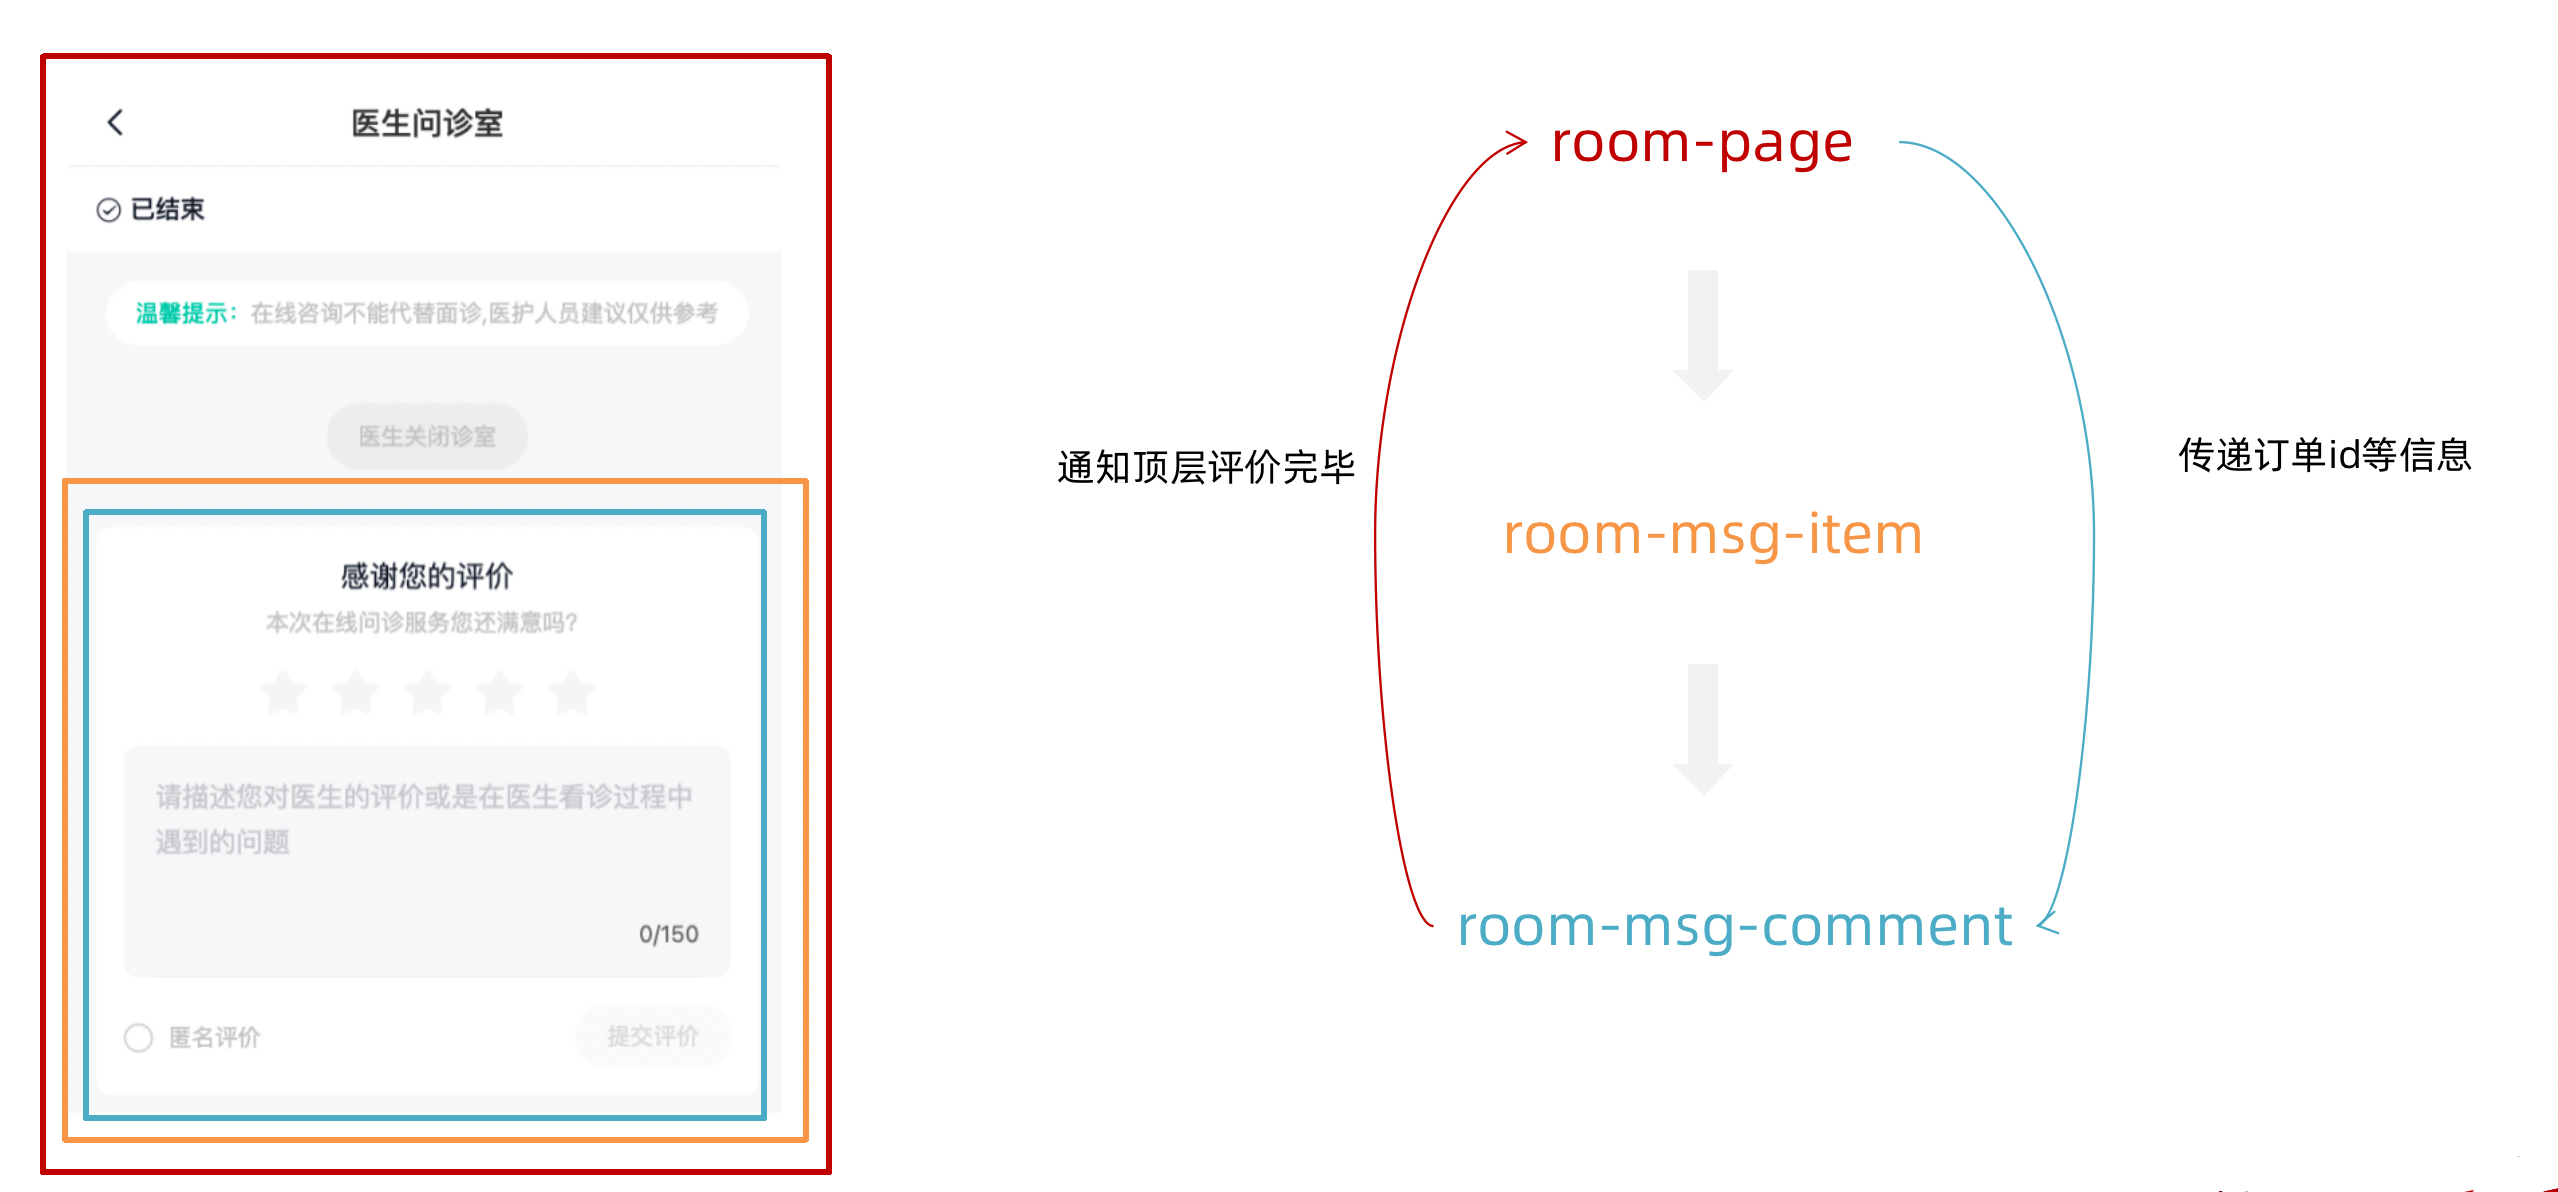 医生问诊室
已结束
温馨提示：在线咨询不能代替面诊,医护人员建议仅供参考
医生关闭诊室
感谢您的评价
本次在线问诊服务您还满意吗?
请描述您对医生的评价或是在医生看诊过程中
遇到的问题
0/150
匿名评价
提交评价
room-page
通知顶层评价完毕
传递订单id等信息
room-msg-item
room-msg-comment